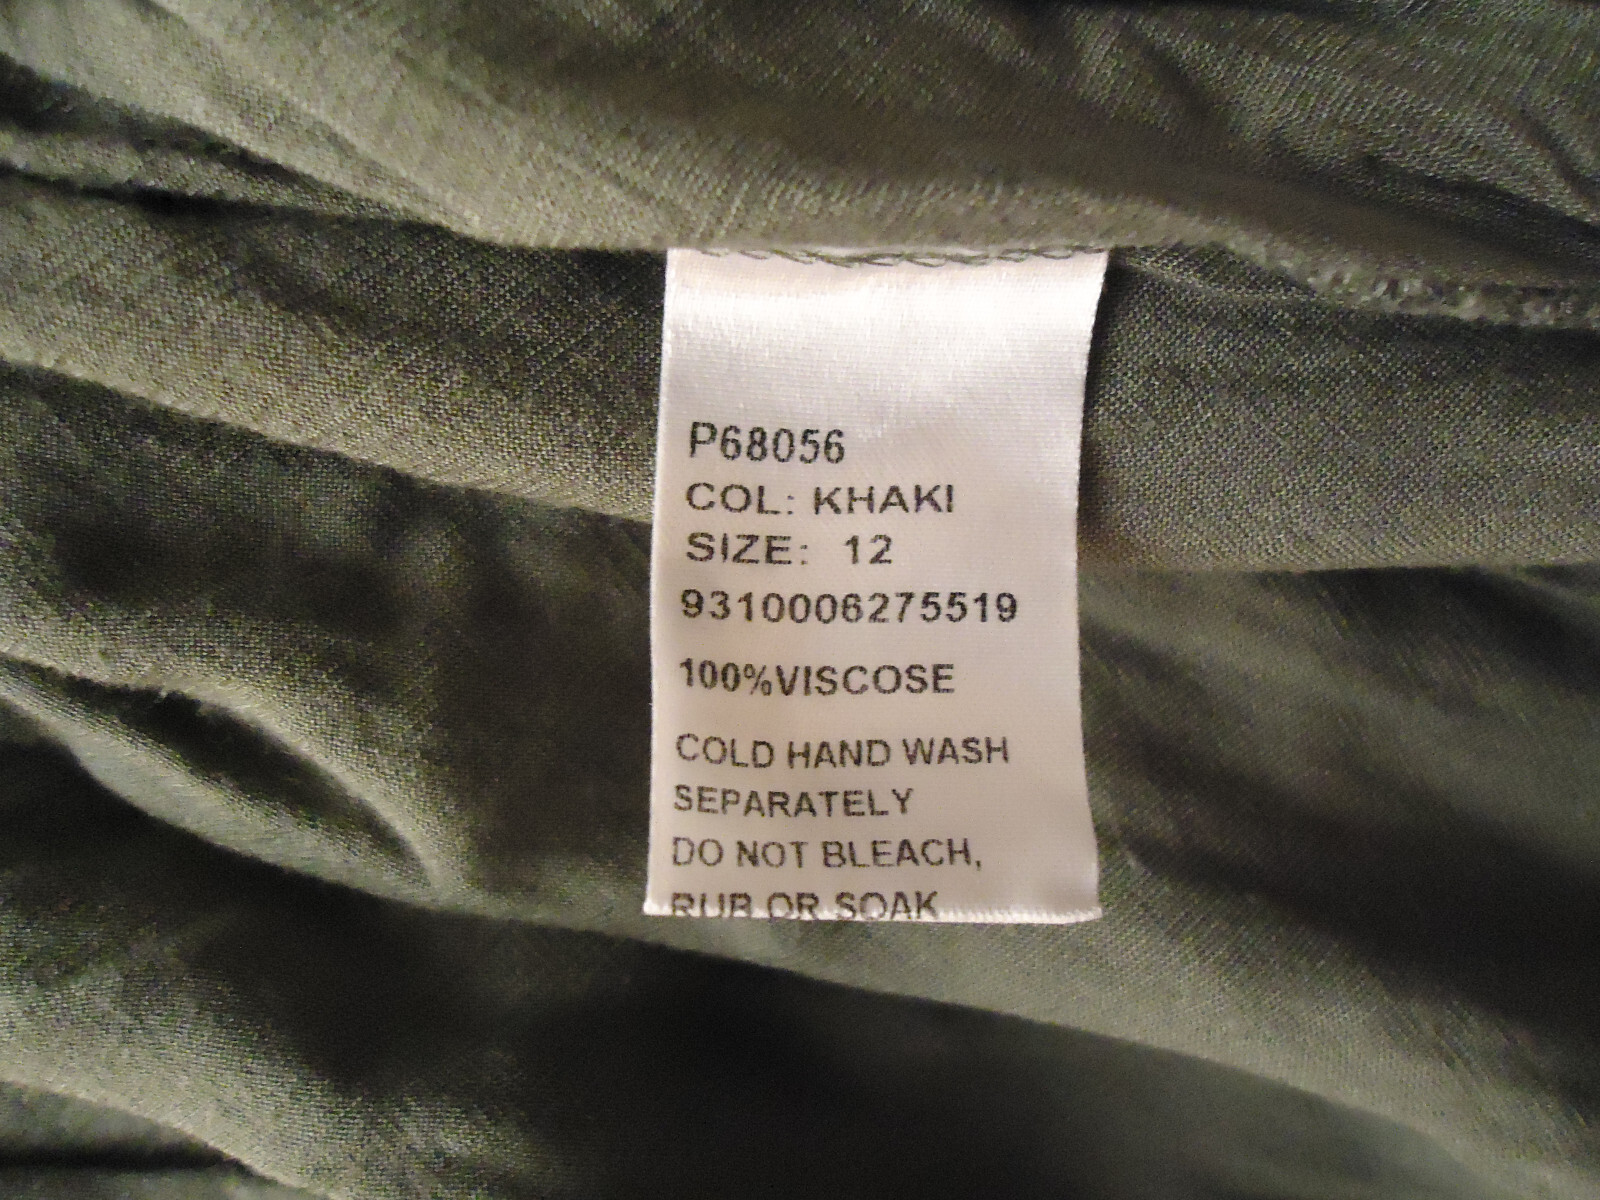 P68056
COL: KHAKI
SIZE: 12
9310006275519
100%VISCOSE
COLD HAND WASH
SEPARATELY
DO NOT BLEACH,
RUB OR SOAK